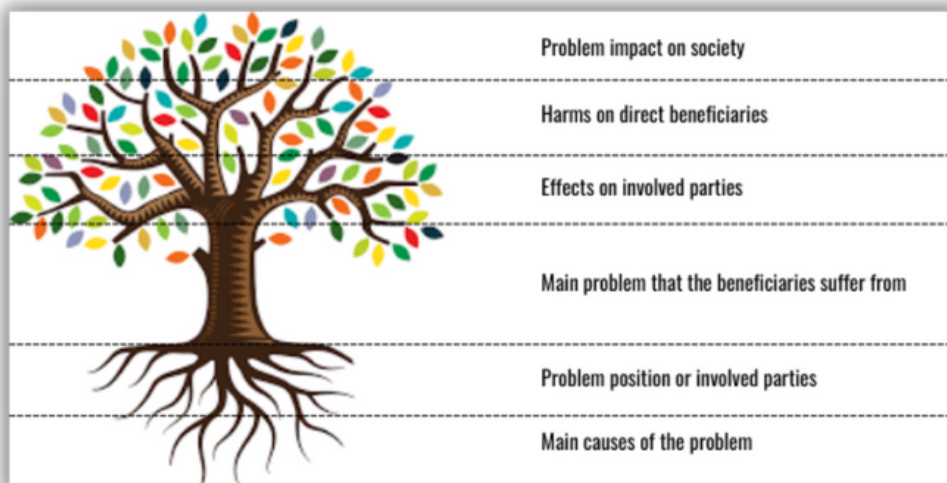 Problem impact on society
Harms on direct beneficiaries
Effects on involved parties
Main problem that the beneficiaries suffer from
Problem position or involved parties
Main causes of the problem